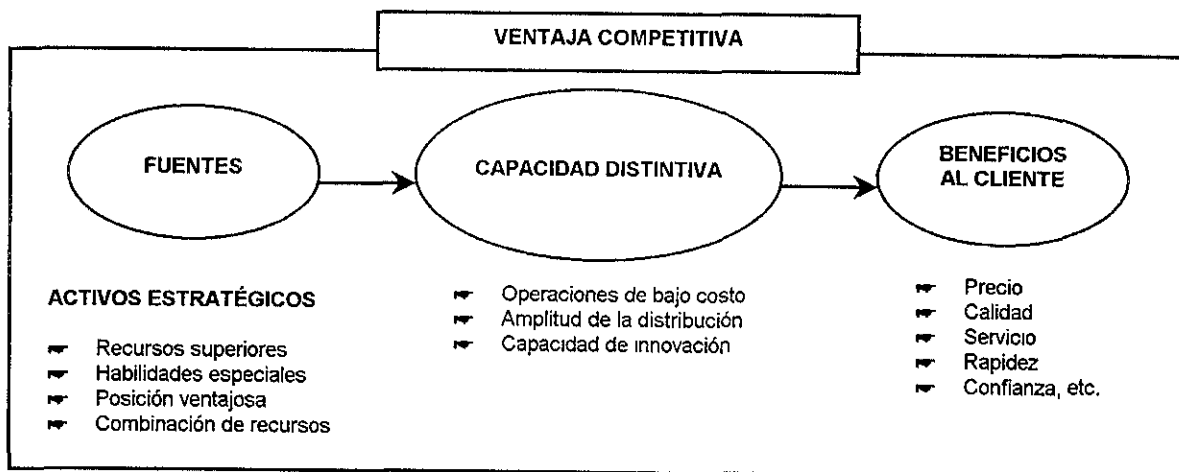 VENTAJA COMPETITIVA
FUENTES
CAPACIDAD DISTINTIVA
BENEFICIOS
AL CLIENTE
ACTIVOS ESTRATÉGICOS
Recursos superiores
Habilidades especiales
Posición ventajosa
Combinación de recursos
Operaciones de bajo costo
Amplitud de la distribución
Capacidad de innovación
Precio
Calidad
Servicio
Rapidez
Confianza, etc.